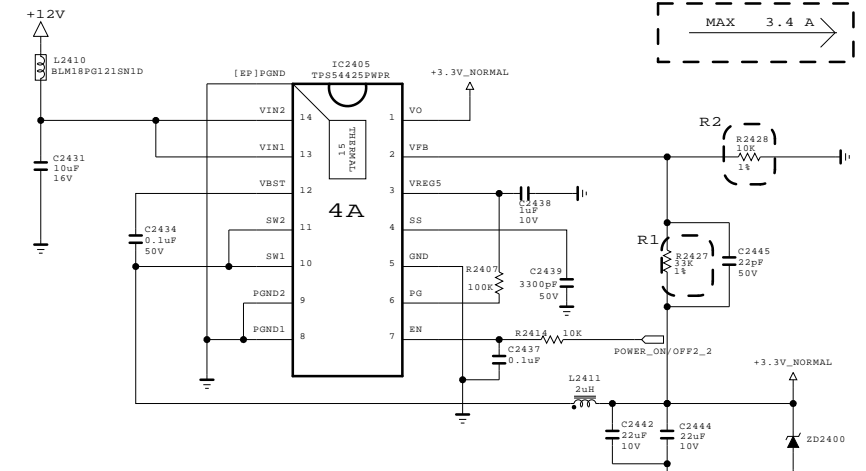 +12V
MAX 3.4 A
L2410
BLM18PG121SN1D
IC2405
TPS54425PWPR
[EP]PGND
+3.3V_NORMAL
VIN2
14
1
VO
THERMAL
15
R2
R2428
10K
1%
VIN1
13
2
VFB
C2431
10uF
16V
VBST
12
3
VREG5
C2438
1uF
10V
4A
C2434
0.1uF
50V
SW2
11
4
SS
R1
R2427
33K
1%
C2445
22pF
50V
SW1
10
5
GND
R2407
100K
C2439
3300pF
50V
PGND2
9
6
PG
PGND1
8
7
EN
R2414
10K
C2437
0.1uF
POWER_ON/OFF2_2
+3.3V_NORMAL
L2411
2uH
C2442
22uF
10V
C2444
22uF
10V
ZD2400